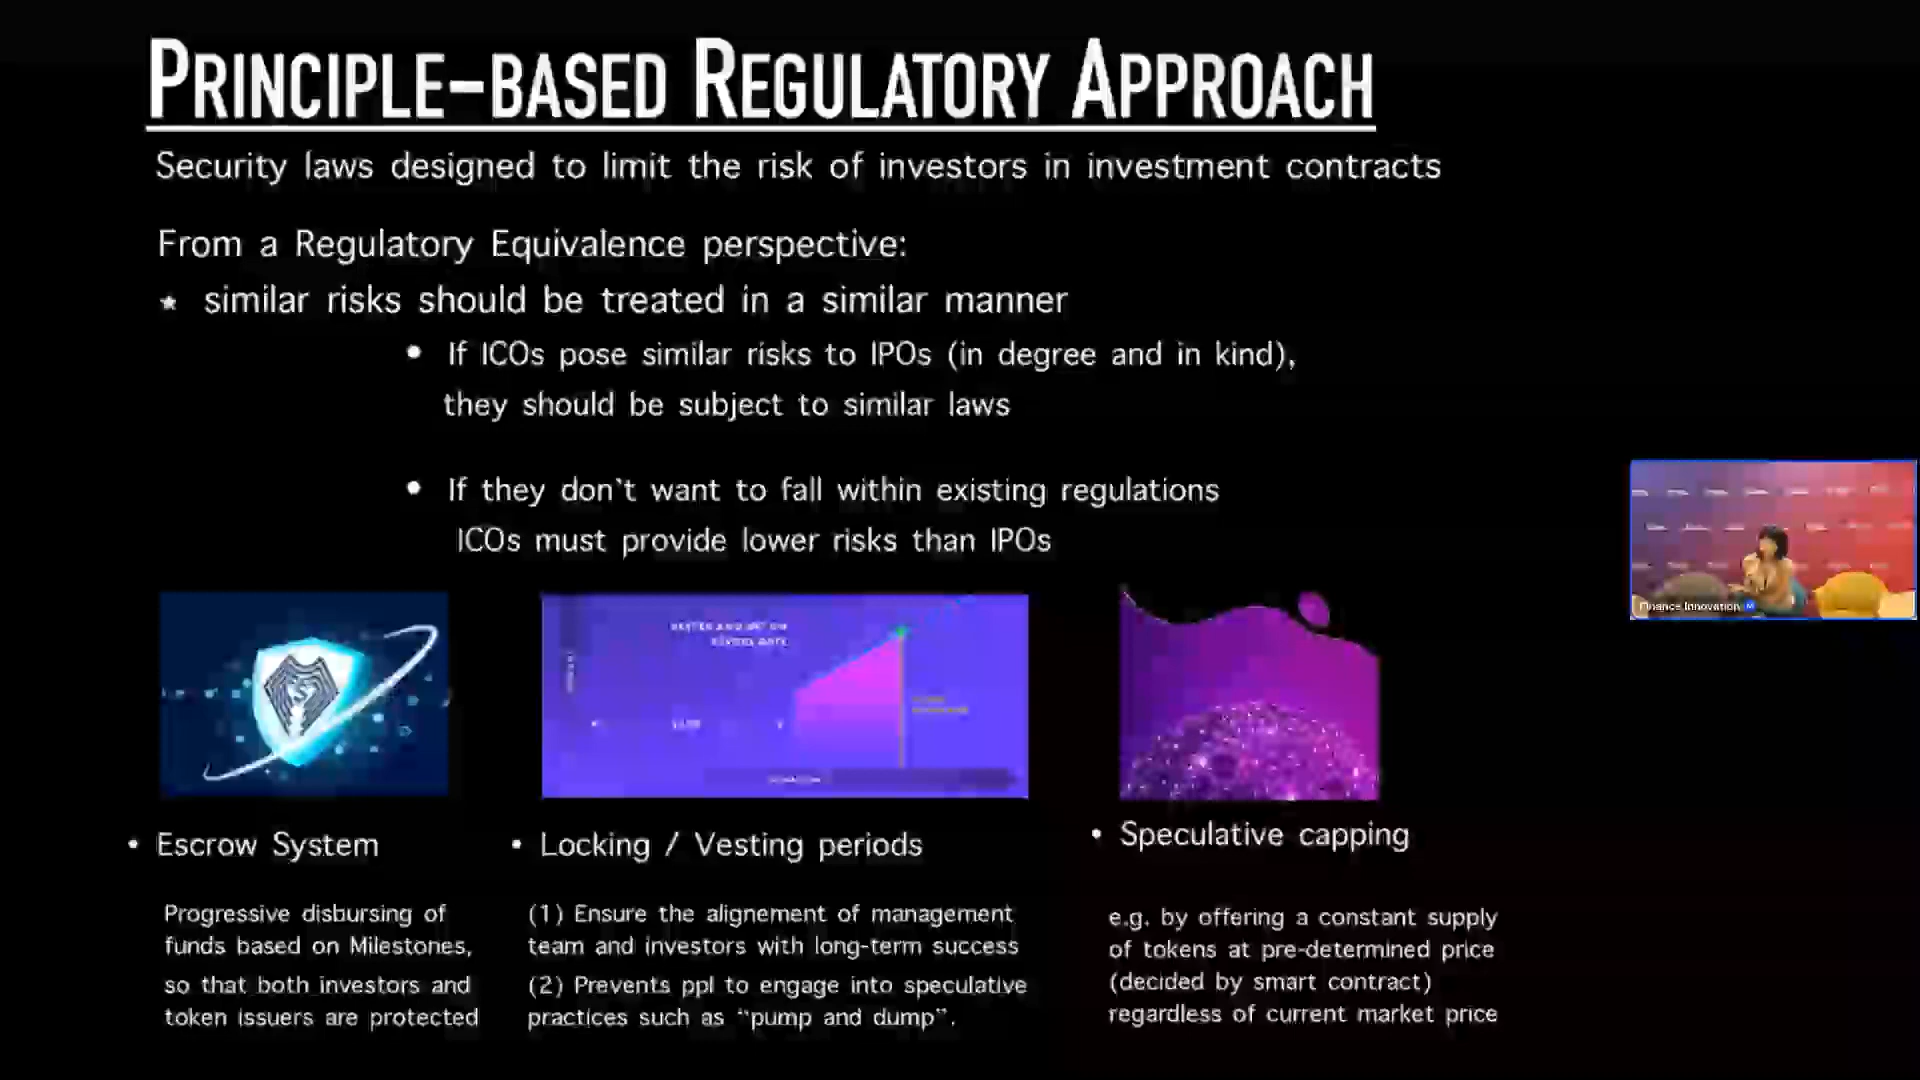 PRINCIPLE-BASED REGULATORY APPROACH
Security laws designed to limit the risk of investors in investment contracts
From a Regulatory Equivalence perspective:
★ similar risks should be treated in a similar manner
• If ICOs pose similar risks to IPOs (in degree and in kind),
they should be subject to similar laws
• If they don't want to fall within existing regulations
ICOs must provide lower risks than IPOs
Finance Innovation
• Escrow System
Progressive disbursing of
funds based on Milestones,
so that both investors and
token issuers are protected
• Locking / Vesting periods
(1) Ensure the alignement of management
team and investors with long-term success
(2) Prevents ppl to engage into speculative
practices such as "pump and dump".
• Speculative capping
e.g. by offering a constant supply
of tokens at pre-determined price
(decided by smart contract)
regardless of current market price